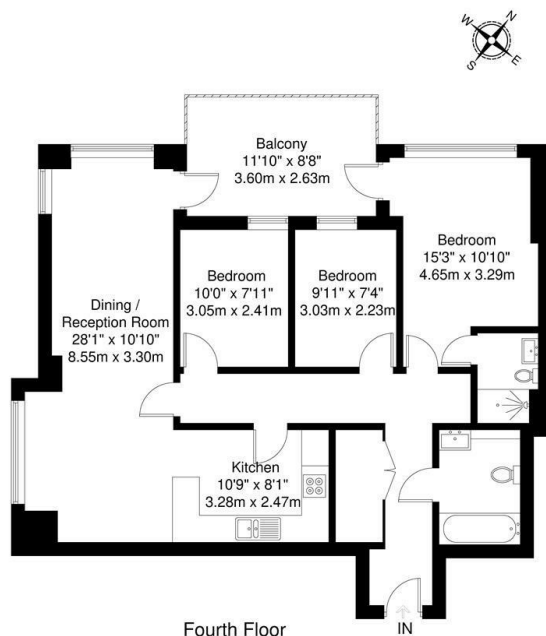 N
W
E
S
Balcony
11'10" x 8'8"
3.60m x 2.63m
Bedroom
15'3" x 10'10"
4.65m x 3.29m
Bedroom
10'0" x 7'11"
3.05m x 2.41m
Bedroom
9'11" x 7'4"
3.03m x 2.23m
Dining /
Reception Room
28'1" x 10'10"
8.55m x 3.30m
Kitchen
10'9" x 8'1"
3.28m x 2.47m
Fourth Floor
IN